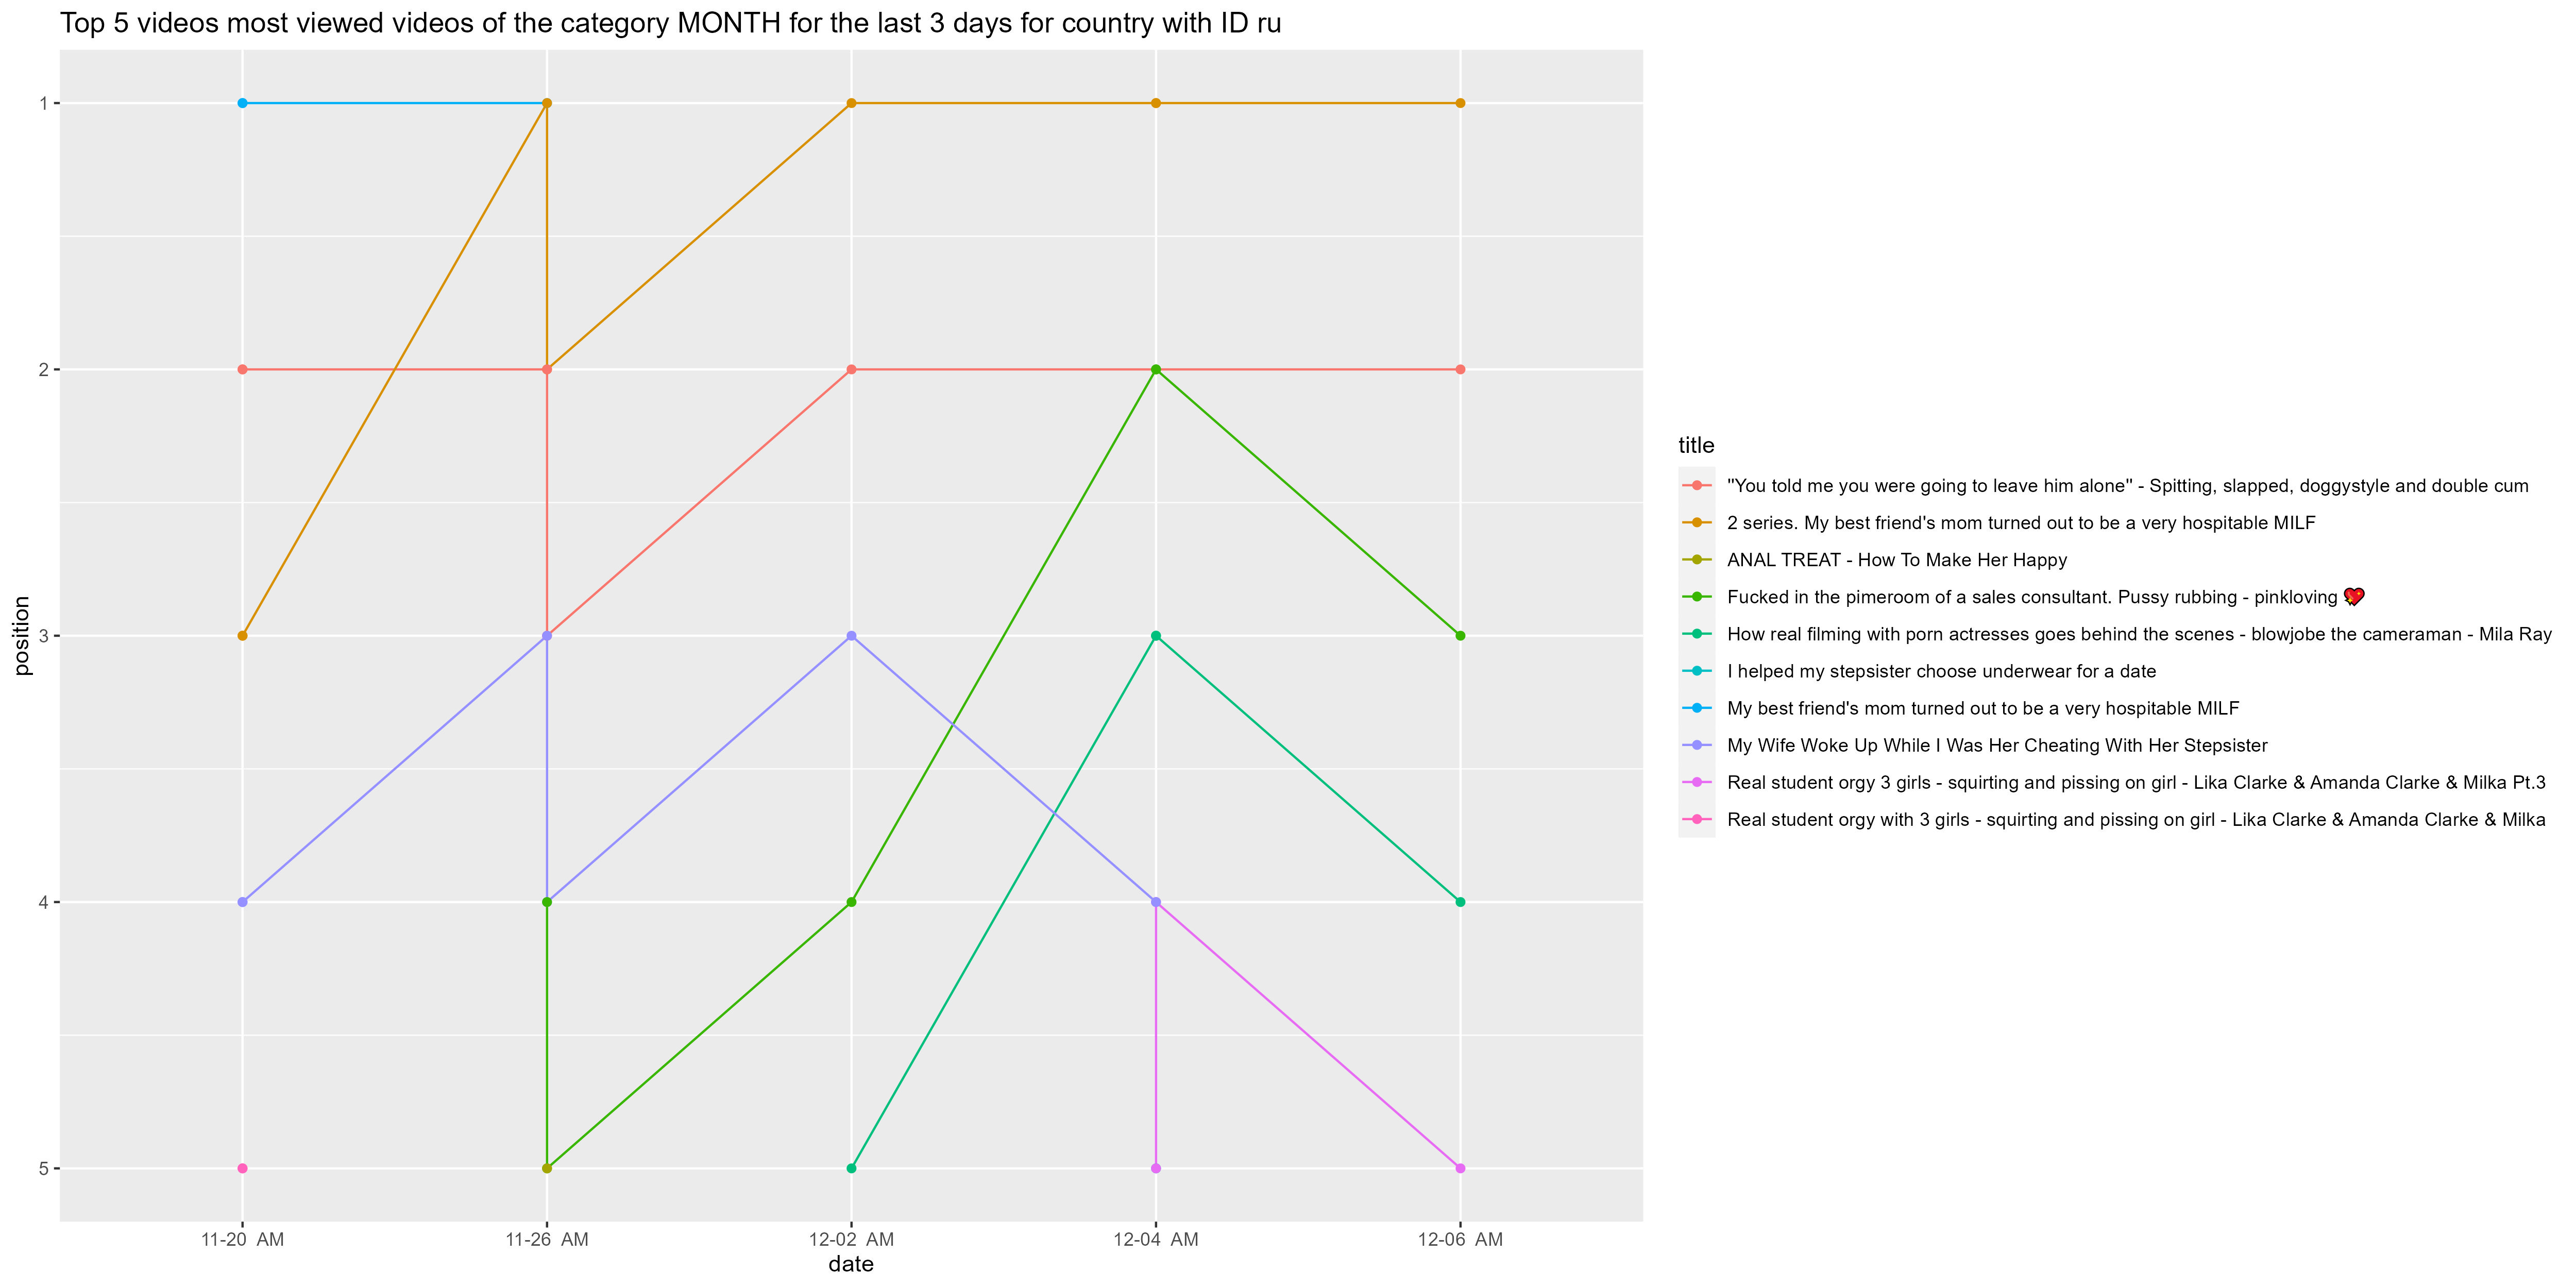 Top 5 videos most viewed videos of the category MONTH for the last 3 days for country with ID ru
position
1
2
3
4
5
11-20 AM
11-26 AM
12-02 AM
12-04 AM
12-06 AM
date
title
"You told me you were going to leave him alone" - Spitting, slapped, doggystyle and double cum
2 series. My best friend's mom turned out to be a very hospitable MILF
ANAL TREAT - How To Make Her Happy
Fucked in the pimeroom of a sales consultant. Pussy rubbing - pinkloving 💖
How real filming with porn actresses goes behind the scenes - blowjobe the cameraman - Mila Ray
I helped my stepsister choose underwear for a date
My best friend's mom turned out to be a very hospitable MILF
My Wife Woke Up While I Was Her Cheating With Her Stepsister
Real student orgy 3 girls - squirting and pissing on girl - Lika Clarke & Amanda Clarke & Milka Pt.3
Real student orgy with 3 girls - squirting and pissing on girl - Lika Clarke & Amanda Clarke & Milka